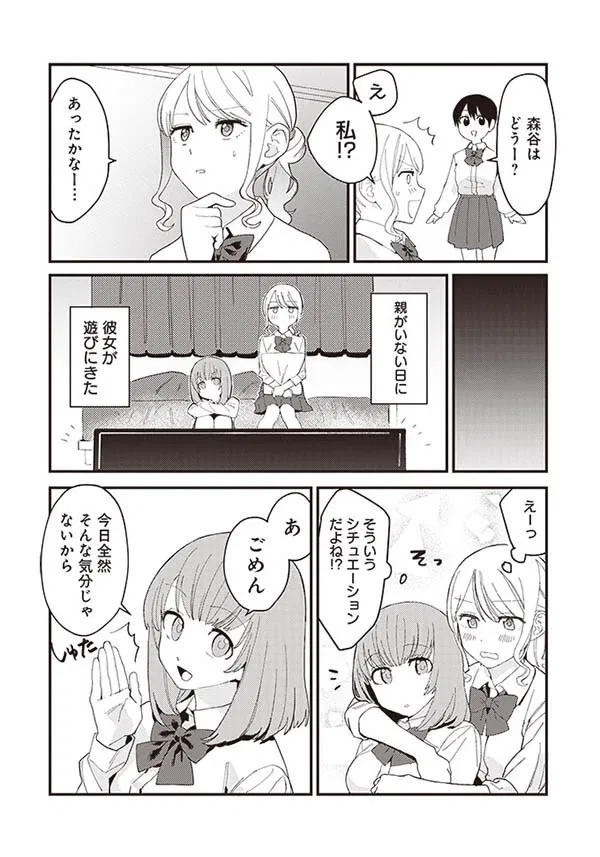 森谷は
どうー？
え
私!?
あったかなー…
親がいない日に
彼女が
遊びにきた
えーっ
そういう
シチュエーション
だよね!?
あ
ごめん
今日全然
そんな気分じゃ
ないから
しゅた